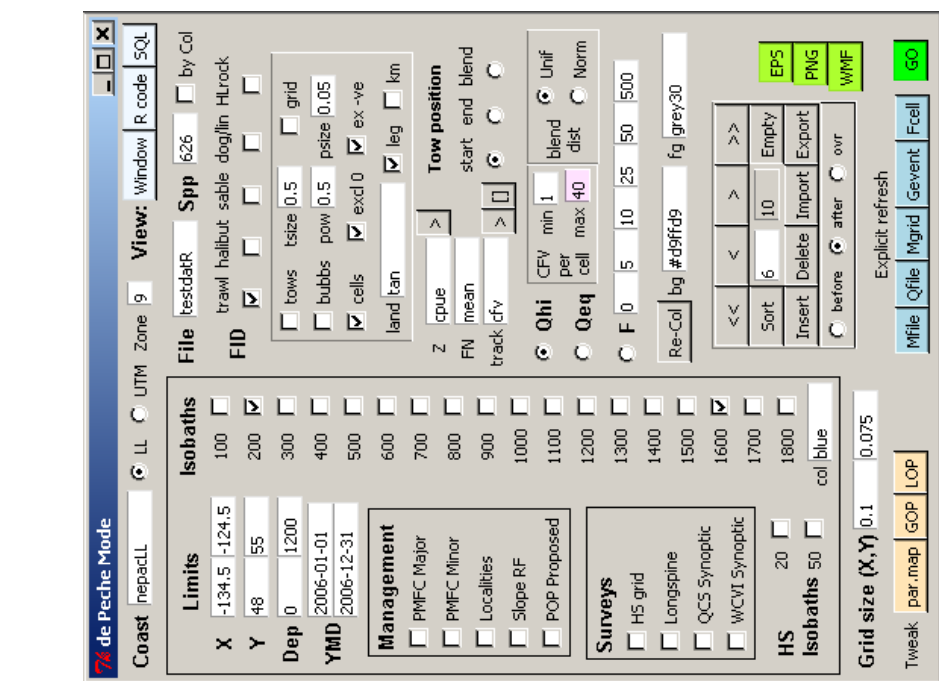 de Peche Mode
Coast nepacLL LL UTM Zone 9 View: Window R code SQL
Limits
X -134.5 -124.5
Y 48 55
Dep 0 1200
YMD 2006-01-01
2006-12-31
Management
PMFC Major
PMFC Minor
Localities
Slope RF
POP Proposed
Surveys
HS grid
Longspine
QCS Synoptic
WCVI Synoptic
HS 20
Isobaths 50
Isobaths
100
200
300
400
500
600
700
800
900
1000
1100
1200
1300
1400
1500
1600
1700
1800
col blue
File testdatR Spp 626 by Col
FID trawl halibut sable dog/lin HLrock
tows tsize 0.5 grid
bubbs pow 0.5 psize 0.05
cells excl 0 ex -ve
land tan leg km
Z cpue >
FN mean
track cfv > []
Tow position
start end blend
Qhi
Qeq
CFV per cell min 1
max 40
blend dist Unif
Norm
F 0 5 10 25 50 500
Re-Col bg #d9ffd9 fg grey30
<< < > >>
Sort 6 10 Empty
Insert Delete Import Export
before after ovr
EPS
PNG
WMF
Grid size (X,Y) 0.1 0.075
Explicit refresh
Tweak par.map GOP LOP Mfile Qfile Mgrid Gevent Fcell GO